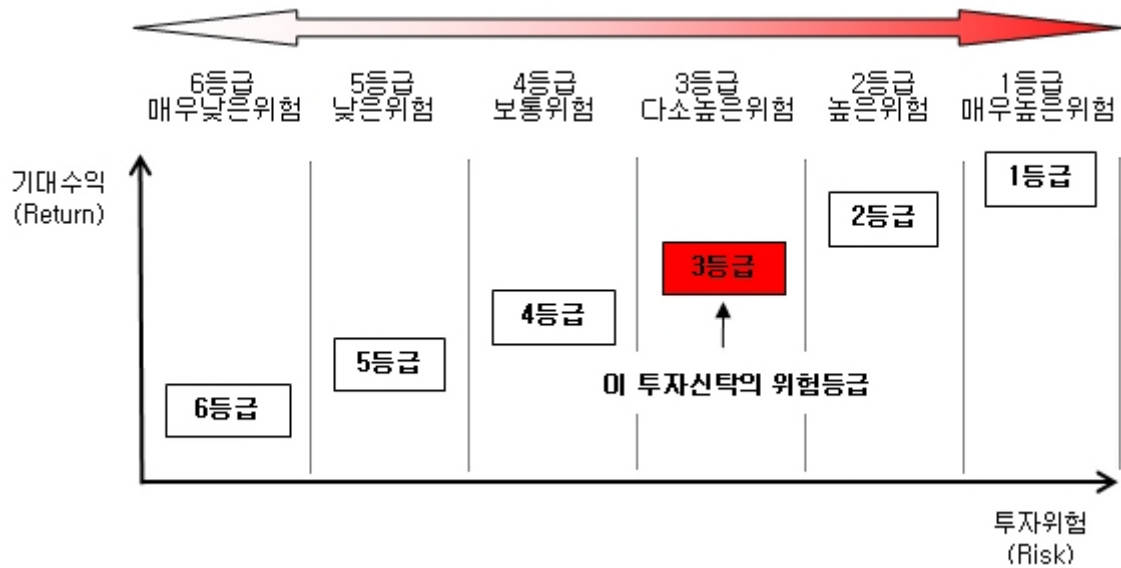 6등급
매우낮은위험
5등급
낮은위험
4등급
보통위험
3등급
다소높은위험
2등급
높은위험
1등급
매우높은위험
기대수익
(Return)
1등급
2등급
3등급
4등급
5등급
이 투자신탁의 위험등급
6등급
투자위험
(Risk)